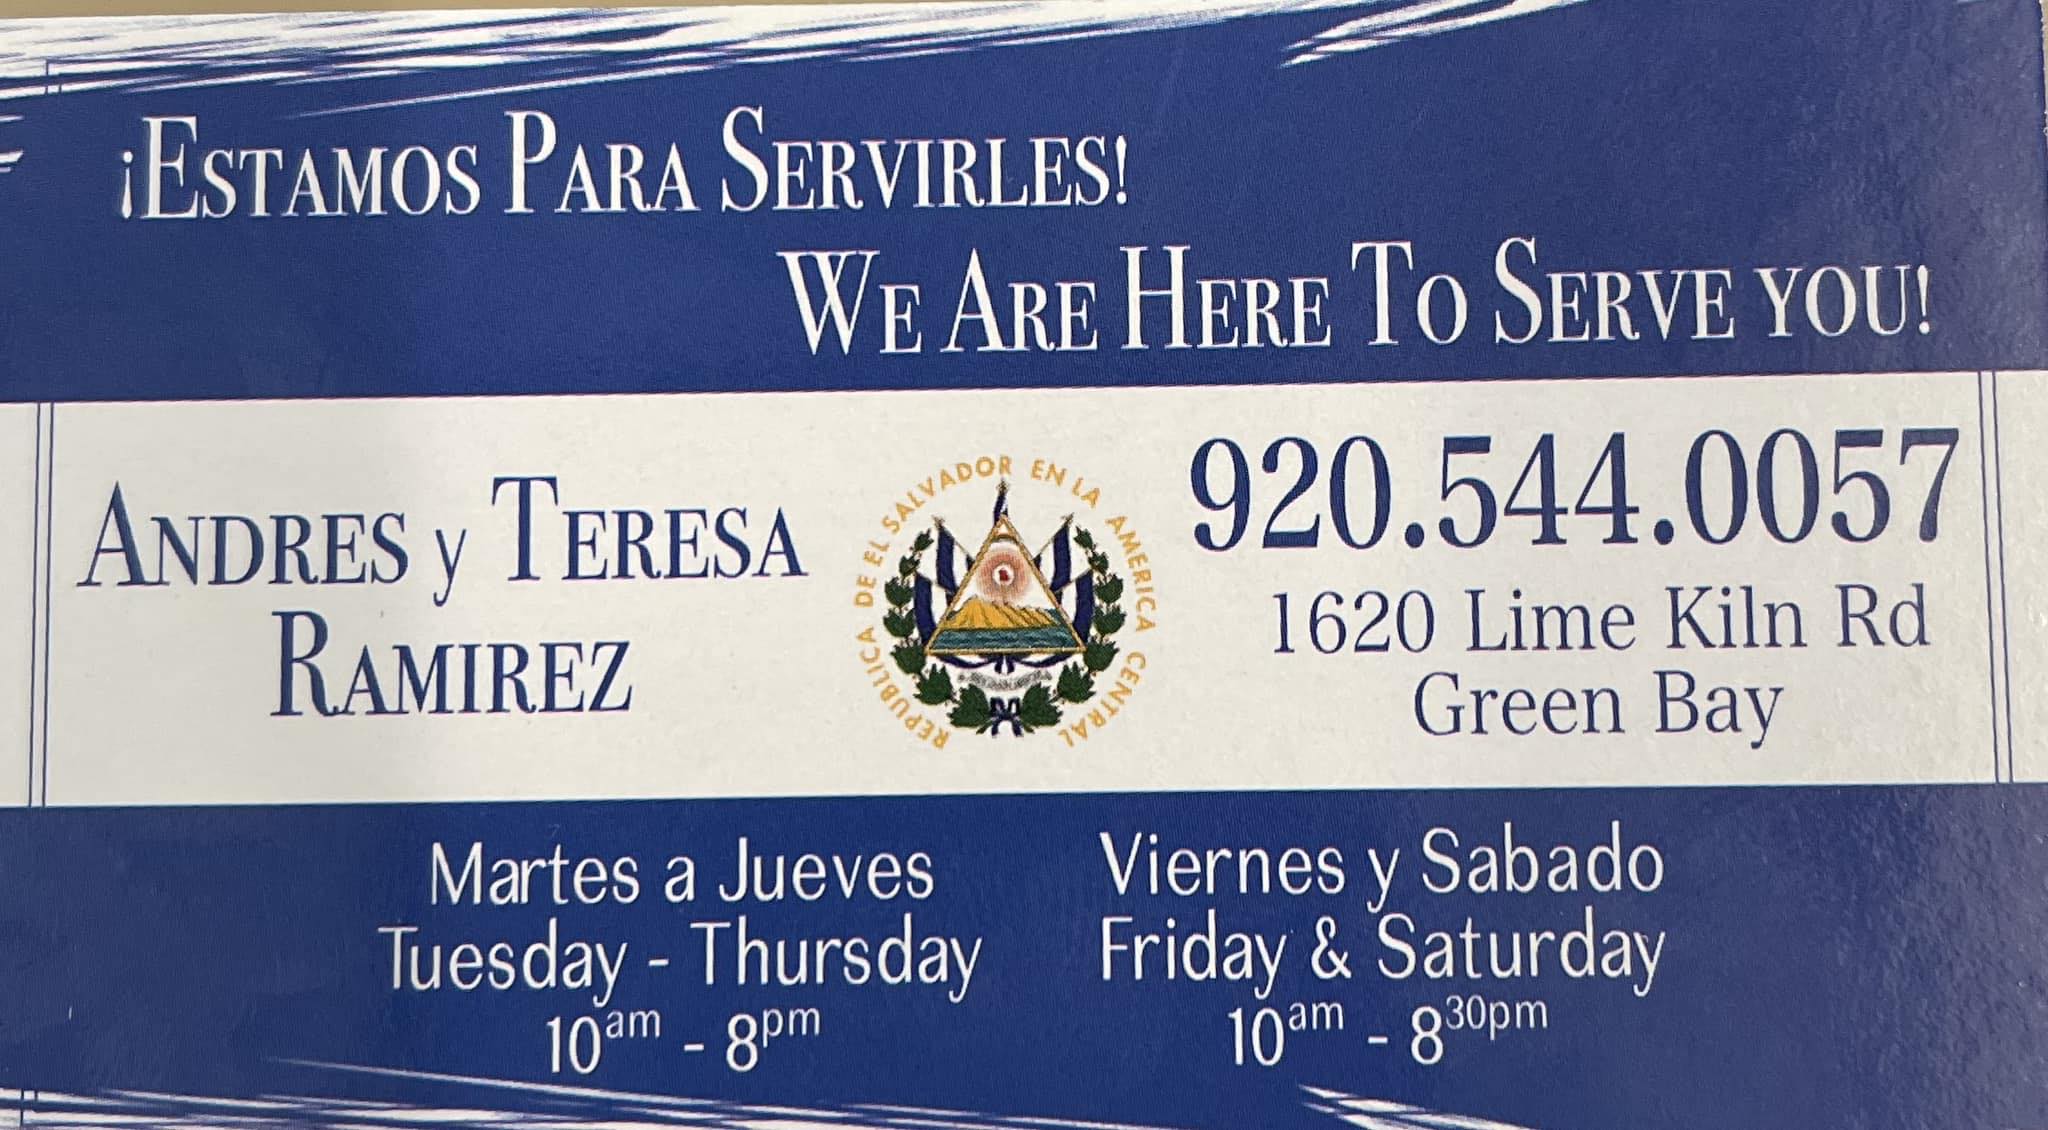 ¡ESTAMOS PARA SERVIRLES!
WE ARE HERE TO SERVE YOU!
ANDRES y TERESA
RAMIREZ
REPUBLICA DE EL SALVADOR EN LA AMERICA CENTRAL
920.544.0057
1620 Lime Kiln Rd
Green Bay
Martes a Jueves
Tuesday - Thursday
10am - 8pm
Viernes y Sabado
Friday & Saturday
10am - 830pm